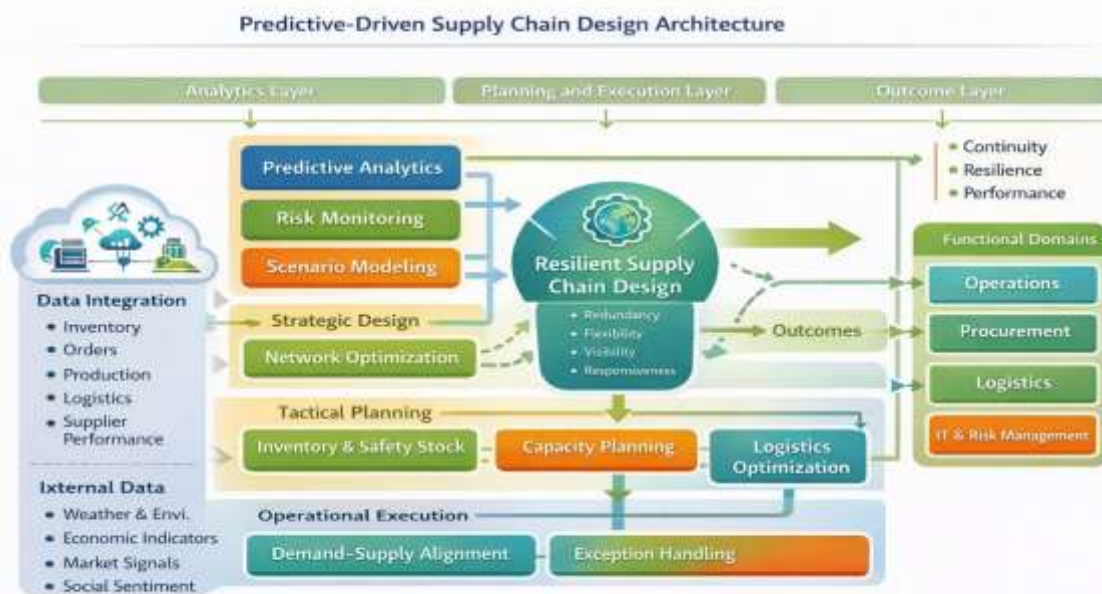 Predictive-Driven Supply Chain Design Architecture
Analytics Layer
Planning and Execution Layer
Outcome Layer
Predictive Analytics
Risk Monitoring
Scenario Modeling
• Continuity
• Resilience
• Performance
Data Integration
• Inventory
• Orders
• Production
• Logistics
• Supplier
Performance
Ixternal Data
• Weather & Envi.
• Economic Indicators
• Market Signals
• Social Sentiment
Strategic Design
Network Optimization
Resilient Supply
Chain Design
• Redundancy
• Flexibility
• Visibility
• Responsiveness
Outcomes
Functional Domains
Operations
Procurement
Logistics
IT & Risk Management
Tactical Planning
Inventory & Safety Stock
Capacity Planning
Logistics
Optimization
Operational Execution
Demand-Supply Alignment
Exception Handling